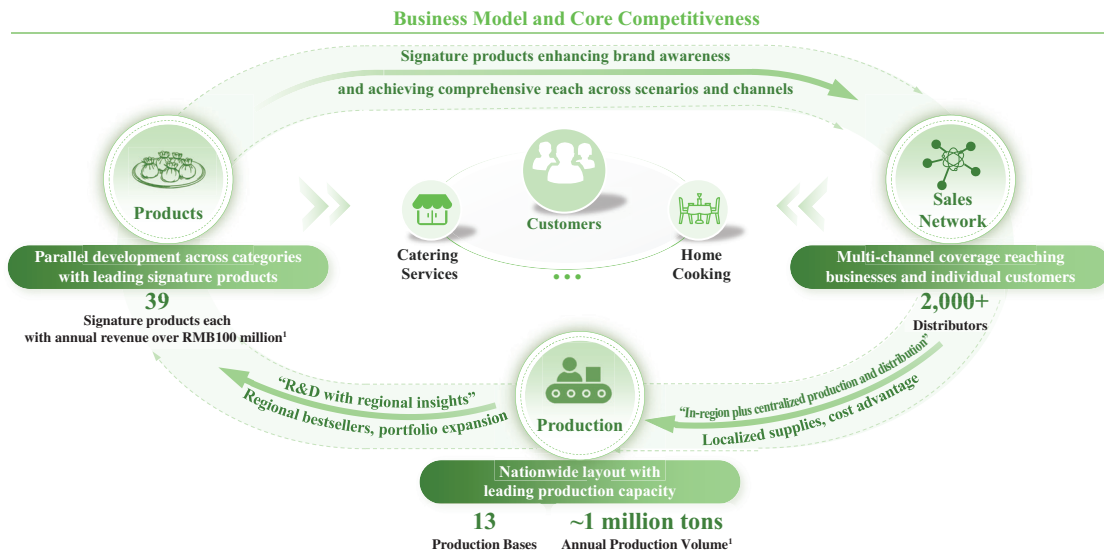 Business Model and Core Competitiveness
Signature products enhancing brand awareness
and achieving comprehensive reach across scenarios and channels
Products
Parallel development across categories
with leading signature products
39
Signature products each
with annual revenue over RMB100 million¹
Customers
Catering
Services
Home
Cooking
Sales
Network
Multi-channel coverage reaching
businesses and individual customers
2,000+
Distributors
"In-region plus centralized production and distribution"
Localized supplies, cost advantage
"R&D with regional insights"
Regional bestsellers, portfolio expansion
Production
Nationwide layout with
leading production capacity
13
Production Bases
~1 million tons
Annual Production Volume¹